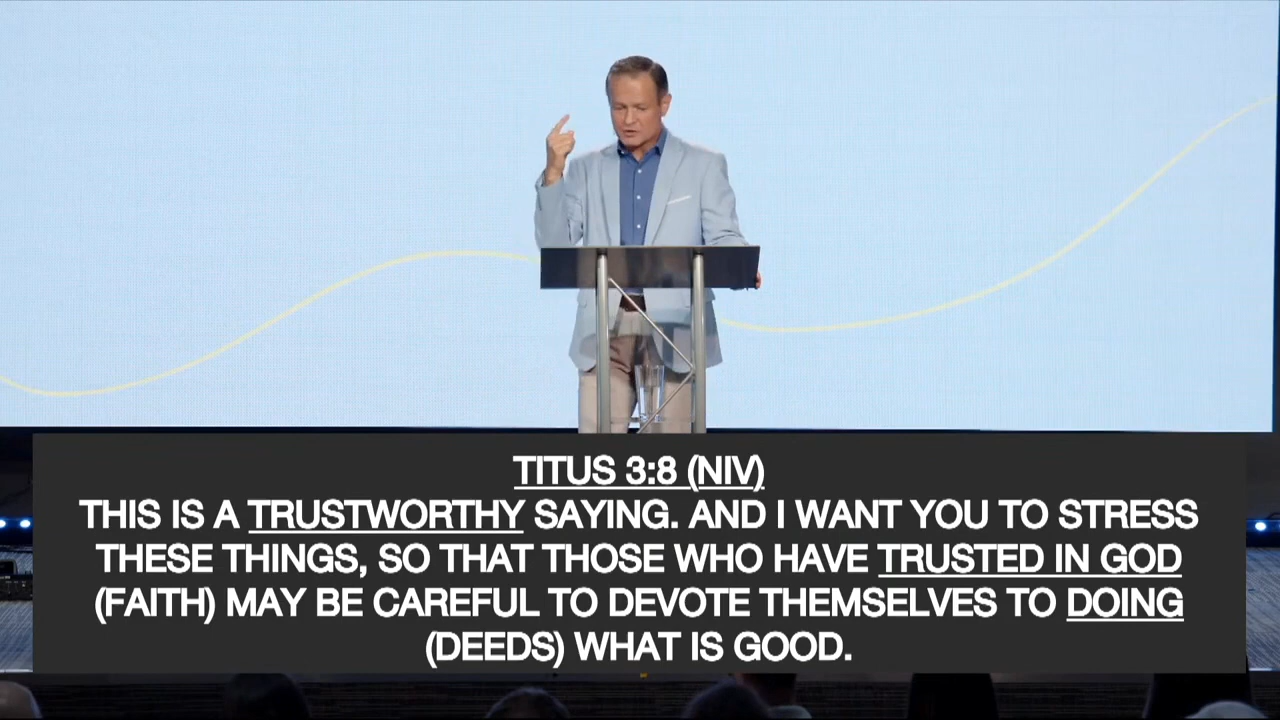 TITUS 3:8 (NIV)
THIS IS A TRUSTWORTHY SAYING. AND I WANT YOU TO STRESS
THESE THINGS, SO THAT THOSE WHO HAVE TRUSTED IN GOD
(FAITH) MAY BE CAREFUL TO DEVOTE THEMSELVES TO DOING
(DEEDS) WHAT IS GOOD.